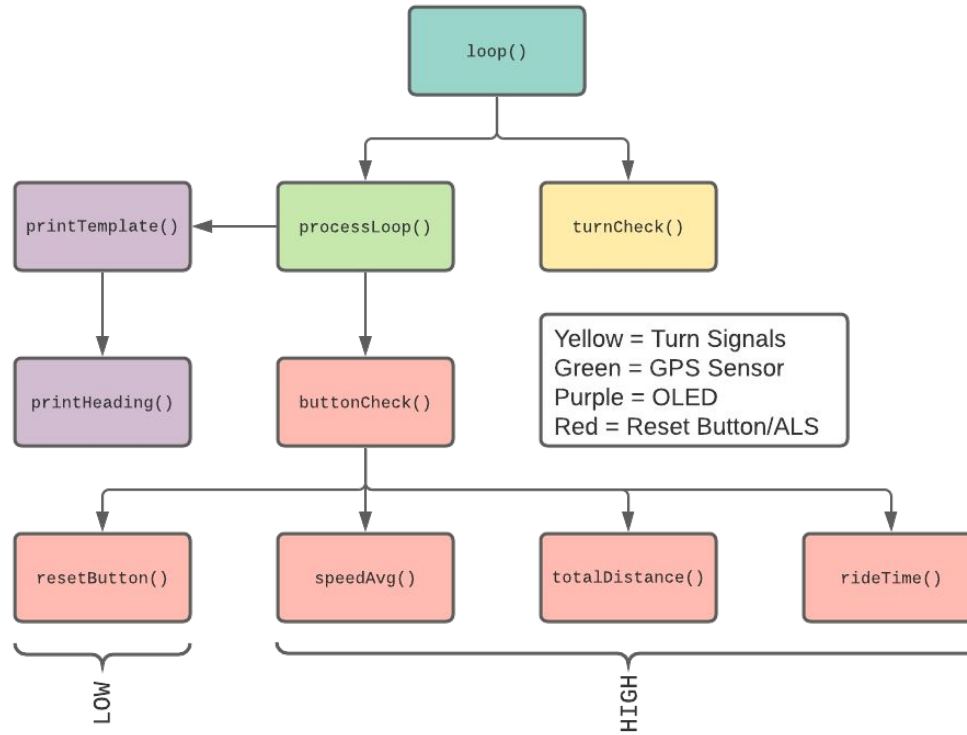 loop()
printTemplate()
processLoop()
turnCheck()
printHeading()
buttonCheck()
Yellow = Turn Signals
Green = GPS Sensor
Purple = OLED
Red = Reset Button/ALS
resetButton()
speedAvg()
totalDistance()
rideTime()
LOW
HIGH